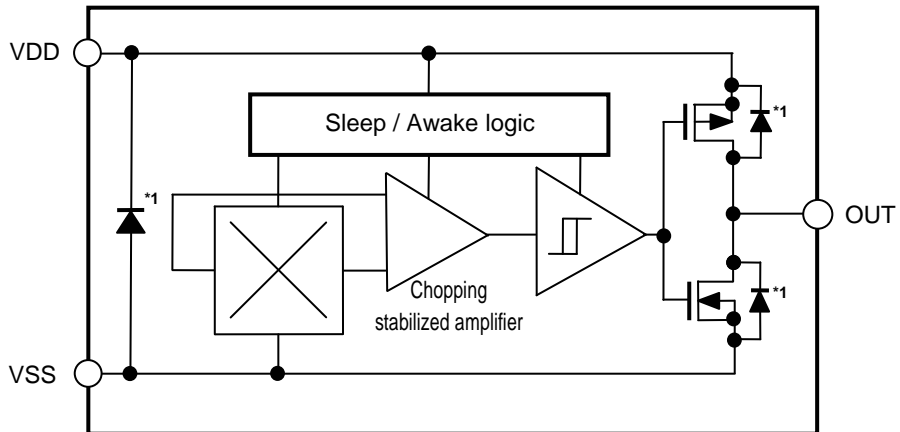 VDD
Sleep / Awake logic
*1
*1
OUT
Chopping
stabilized amplifier
*1
VSS